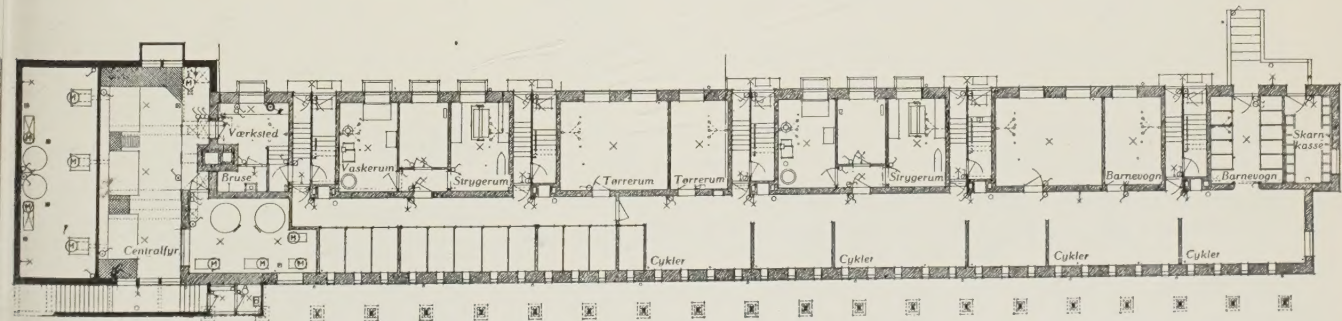 Værksted
Bruse
Centralfyr.
Vaskerum
Strygerum
Tørrerum
Tørrerum
Strygerum
Barnevogn
Barnevogn
Skarn
kasse
Cykler
Cykler
Cykler
Cykler
M
M
M
M
M
M
M